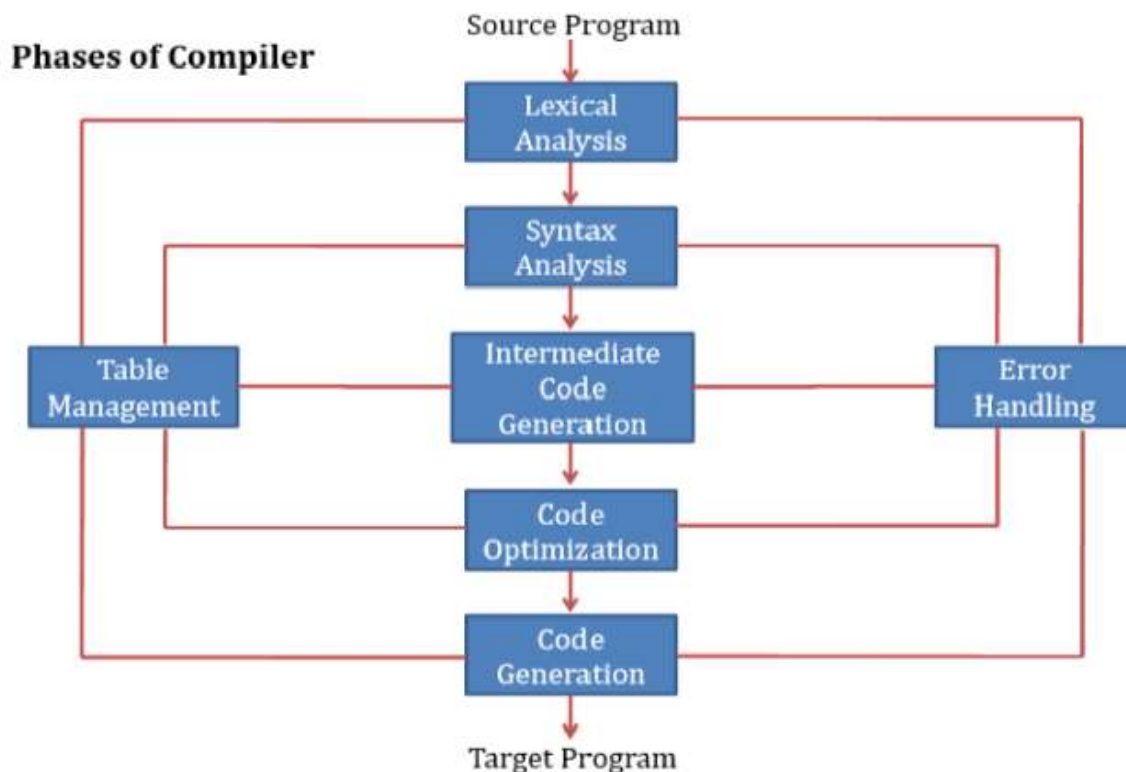 Source Program
Phases of Compiler
Lexical
Analysis
Syntax
Analysis
Intermediate
Code
Generation
Table
Management
Error
Handling
Code
Optimization
Code
Generation
Target Program